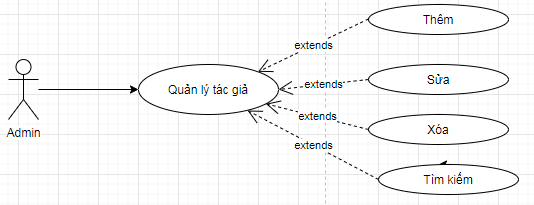 Thêm
extends
Quản lý tác giả
extends
Sửa
Admin
extends
Xóa
extends
Tìm kiếm